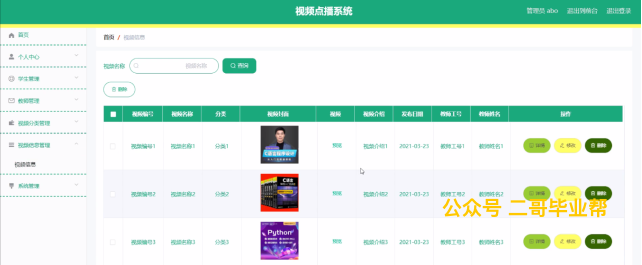 视频点播系统
管理员 abo 退出到前台 退出登录
首页
个人中心
学生管理
教师管理
视频分类管理
视频信息管理
视频信息
系统管理
首页 / 视频信息
视频名称 视频名称 查询
删除
视频编号 视频名称 分类 视频封面 视频 视频介绍 发布日期 教师工号 教师姓名 操作
视频编号1 视频名称1 分类1 视频介绍1 2021-03-23 教师工号1 教师姓名1 详情 修改 删除
视频编号2 视频名称2 分类2 视频介绍2 2021-03-23 教师工号2 教师姓名2 详情 修改 删除
视频编号3 视频名称3 分类3 Python 视频介绍3 2021-03-23 教师工号3 教师姓名3 详情 修改 删除
公众号 二哥毕业帮